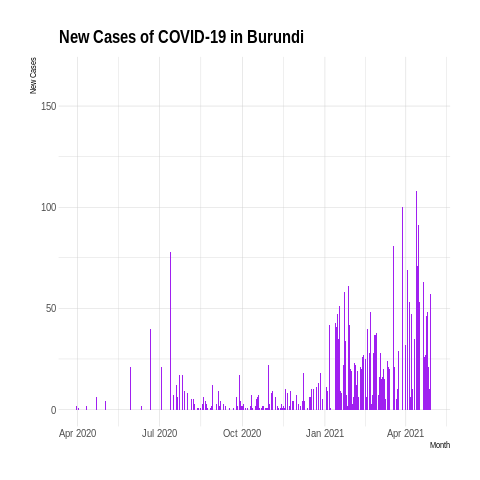 New Cases of COVID-19 in Burundi
New Cases
150
100
50
0
Apr 2020 Jul 2020 Oct 2020 Jan 2021 Apr 2021
Month